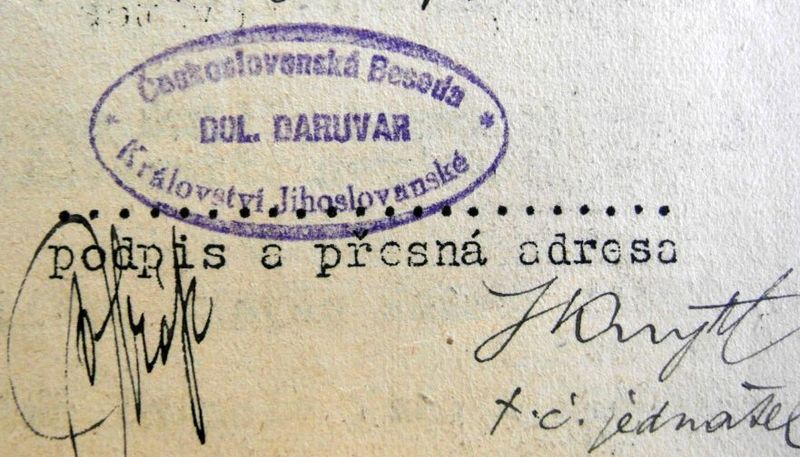 Československá Beseda
* DOL. DARUVAR *
Království Jihoslovanské
podpis a přesná adresa
t.č. jednatel